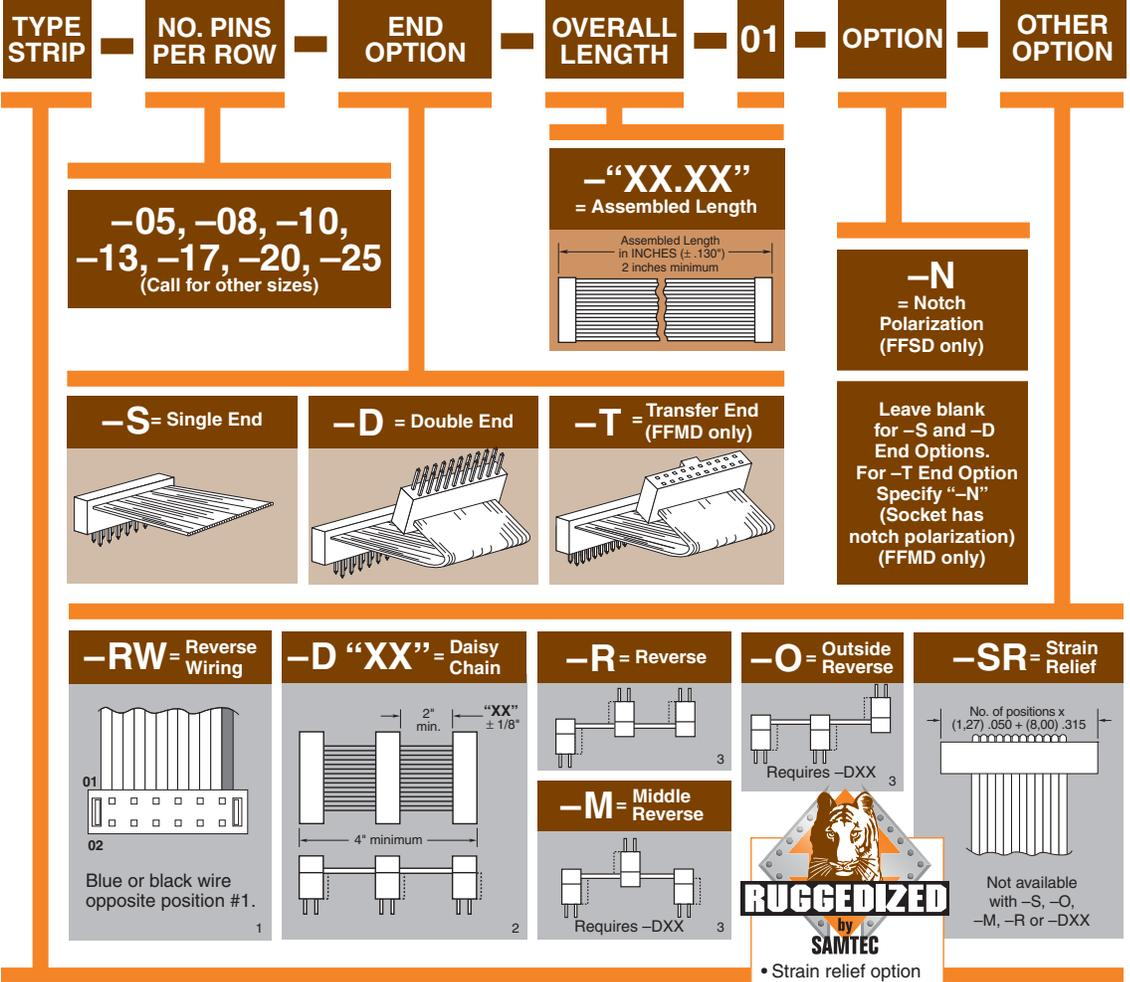 TYPE
STRIP
NO. PINS
PER ROW
END
OPTION
OVERALL
LENGTH
01
OPTION
OTHER
OPTION
–05, –08, –10,
–13, –17, –20, –25
(Call for other sizes)
–“XX.XX”
= Assembled Length
Assembled Length
in INCHES (± .130")
2 inches minimum
–N
= Notch
Polarization
(FFSD only)
Leave blank
for –S and –D
End Options.
For –T End Option
Specify “–N”
(Socket has
notch polarization)
(FFMD only)
–S = Single End
–D = Double End
–T = Transfer End
(FFMD only)
–RW = Reverse
Wiring
01
02
Blue or black wire
opposite position #1.
1
–D “XX” = Daisy
Chain
2"
min.
“XX”
± 1/8"
4" minimum
2
–R = Reverse
3
–M = Middle
Reverse
Requires –DXX
3
–O = Outside
Reverse
Requires –DXX
3
–SR = Strain
Relief
No. of positions x
(1,27) .050 + (8,00) .315
Not available
with –S, –O,
–M, –R or –DXX
RUGGEDIZED
by
SAMTEC
• Strain relief option